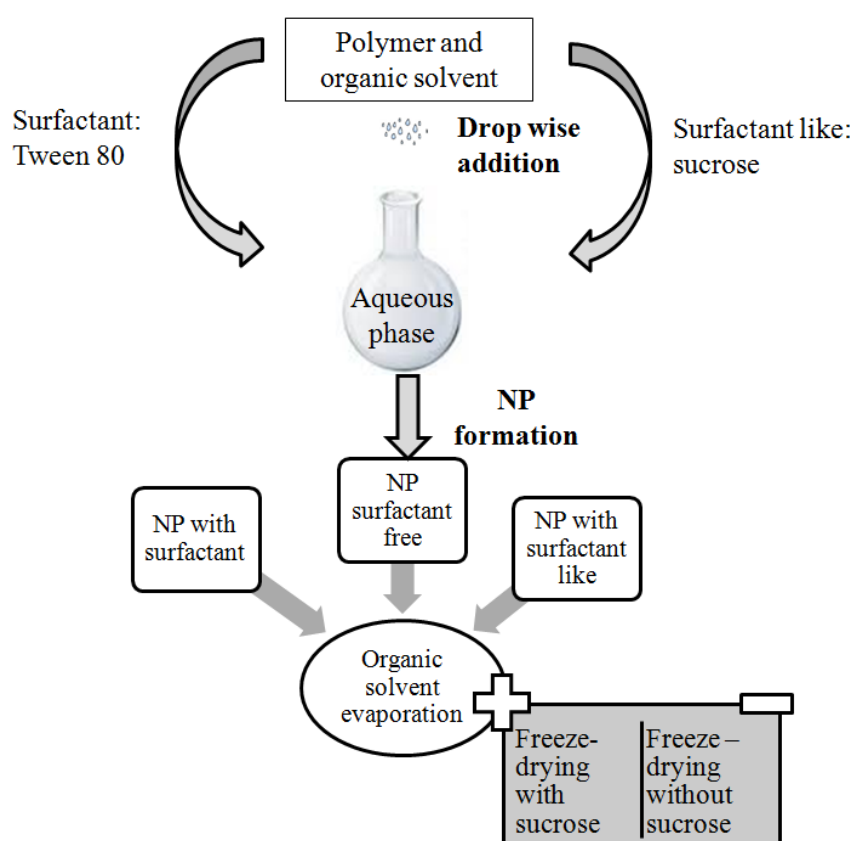 Polymer and
organic solvent
Surfactant:
Tween 80
Drop wise
addition
Surfactant like:
sucrose
Aqueous
phase
NP
formation
NP with
surfactant
NP
surfactant
free
NP with
surfactant
like
Organic
solvent
evaporation
Freeze-
drying
with
sucrose
Freeze –
drying
without
sucrose